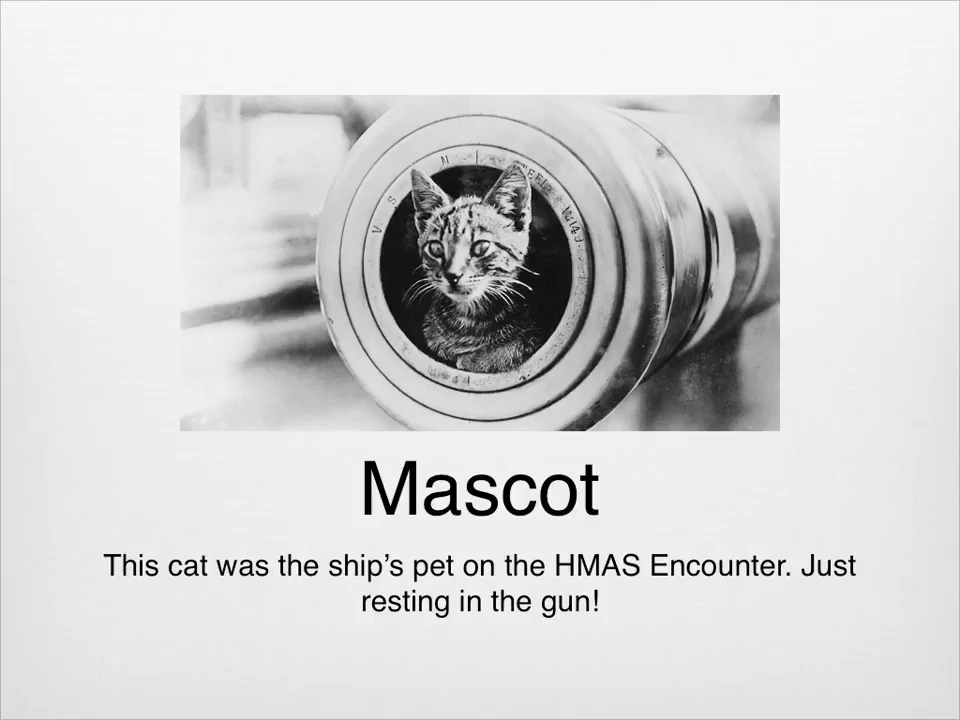 Mascot
This cat was the ship's pet on the HMAS Encounter. Just
resting in the gun!